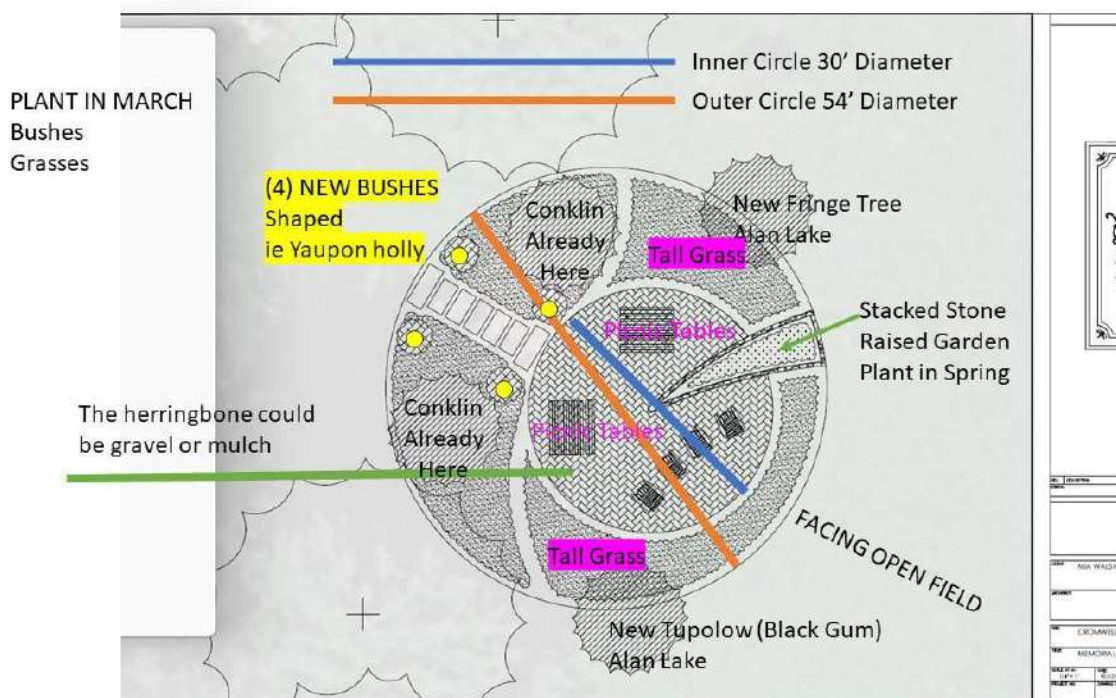 Inner Circle 30’ Diameter
Outer Circle 54’ Diameter
PLANT IN MARCH
Bushes
Grasses
(4) NEW BUSHES
Shaped
ie Yaupon holly
Conklin
Already
Here
New Fringe Tree
Alan Lake
Tall Grass
Picnic Tables
Stacked Stone
Raised Garden
Plant in Spring
The herringbone could
be gravel or mulch
Conklin
Already
Here
Picnic Tables
Tall Grass
FACING OPEN FIELD
New Tupolow (Black Gum)
Alan Lake
CROMWELL
MEMORIAL